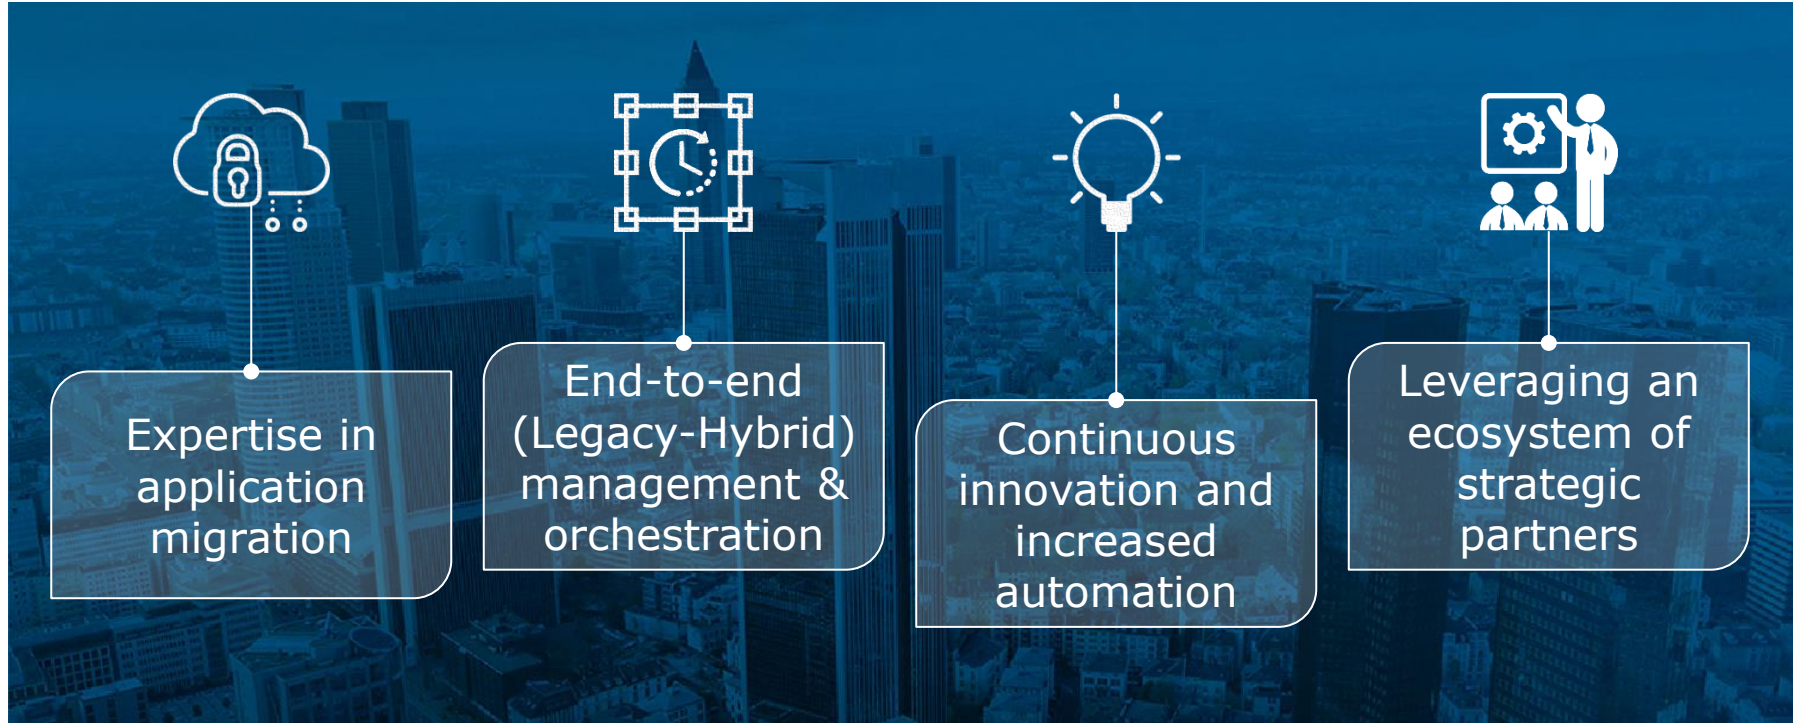 Expertise in
application
migration
End-to-end
(Legacy-Hybrid)
management &
orchestration
Continuous
innovation and
increased
automation
Leveraging an
ecosystem of
strategic
partners